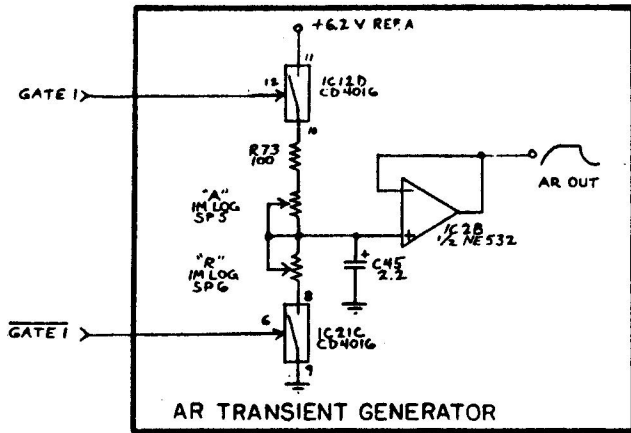 +6.2 V REF. A
11
12
IC12D
CD4016
GATE 1
10
R73
100
"A"
1M LOG
SP5
-
+
IC2B
1/2 NE532
AR OUT
+
C45
2.2
"R"
1M LOG
SP6
8
6
IC21C
CD4016
GATE 1
9
AR TRANSIENT GENERATOR